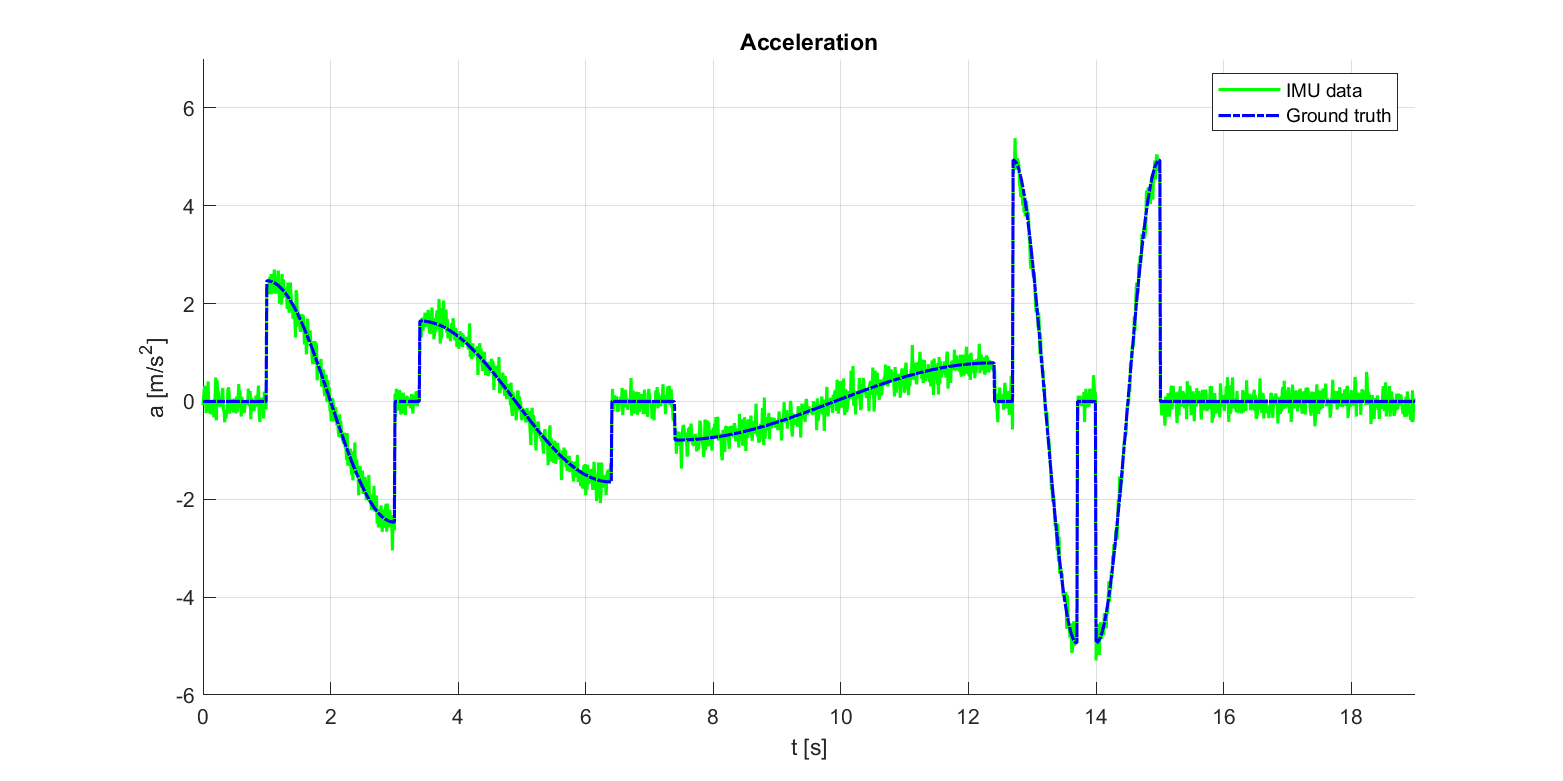 Acceleration
IMU data
Ground truth
a [m/s²]
6
4
2
0
-2
-4
-6
0 2 4 6 8 10 12 14 16 18
t [s]